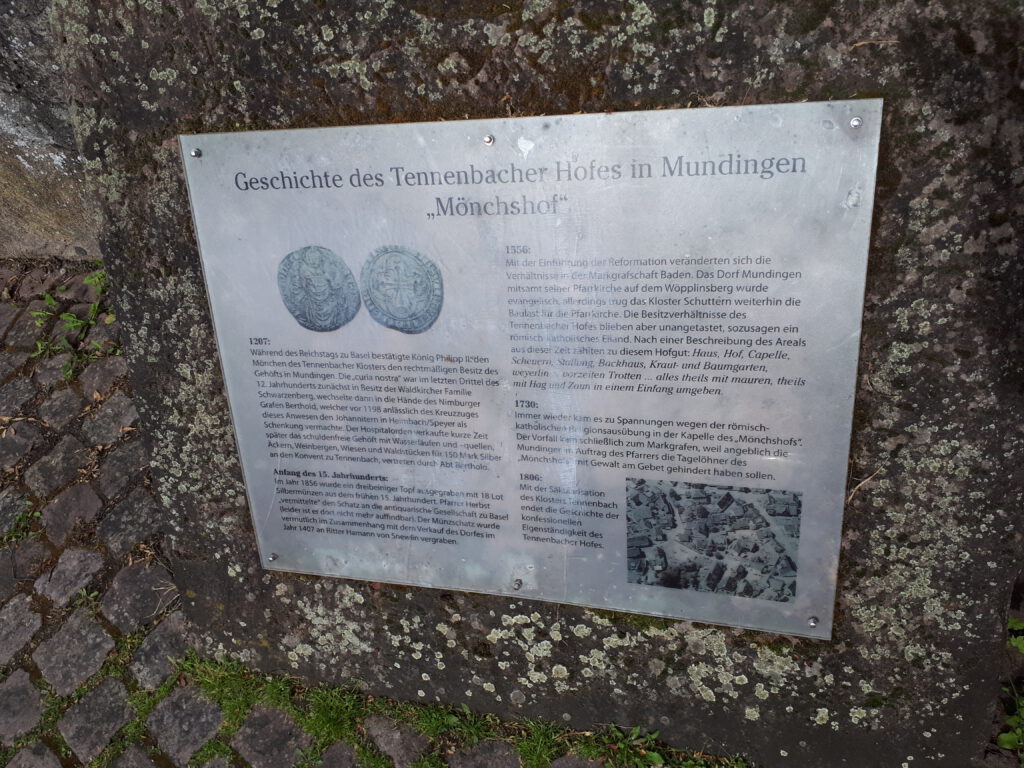 Geschichte des Tennenbacher Hofes in Mundingen
„Mönchshof“
1207:
Während des Reichstags zu Basel bestätigte König Philipp II. den
Mönchen des Tennenbacher Klosters den rechtmäßigen Besitz des
Gehöfts in Mundingen. Die „curia nostra“ war im letzten Drittel des
12. Jahrhunderts zunächst in Besitz der Waldkircher Familie
Schwarzenberg, wechselte dann in die Hände des Nimburger
Grafen Berthold, welcher vor 1198 anlässlich des Kreuzzuges
dieses Anwesen den Johannitern in Heimbach/Speyer als
Schenkung vermachte. Der Hospitalorden verkaufte kurze Zeit
später das schuldenfreie Gehöft mit Wasserläufen und –quellen,
Äckern, Weinbergen, Wiesen und Waldstücken für 150 Mark Silber
an den Konvent zu Tennenbach, vertreten durch Abt Berthold.
Anfang des 15. Jahrhunderts:
Im Jahr 1856 wurde ein dreibeiniger Topf ausgegraben mit 18 Lot
Silbermünzen aus dem frühen 15. Jahrhundert. Pfarrer Herbst
„vermittelte“ den Schatz an die antiquarische Gesellschaft zu Basel
(leider ist er dort nicht mehr auffindbar). Der Münzschatz wurde
vermutlich im Zusammenhang mit dem Verkauf des Dorfes im
Jahr 1407 an Ritter Hamann von Snewlin vergraben.
1556:
Mit der Einführung der Reformation veränderten sich die
Verhältnisse in der Markgrafschaft Baden. Das Dorf Mundingen
mitsamt seiner Pfarrkirche auf dem Wöpplinsberg wurde
evangelisch, allerdings trug das Kloster Schuttern weiterhin die
Baulast für die Pfarrkirche. Die Besitzverhältnisse des
Tennenbacher Hofes blieben aber unangetastet, sozusagen ein
römisch-katholisches Eiland. Nach einer Beschreibung des Areals
aus dieser Zeit zählten zu diesem Hofgut: Haus, Hof, Capelle,
Scheuern, Stallung, Backhaus, Kraut- und Baumgarten,
weyerlin, vorzeiten Trotten ... alles theils mit mauren, theils
mit Hag und Zaun in einem Einfang umgeben.
1730:
Immer wieder kam es zu Spannungen wegen der römisch-
katholischen Religionsausübung in der Kapelle des „Mönchshofs“.
Der Vorfall kam schließlich zum Markgrafen, weil angeblich die
Mundinger im Auftrag des Pfarrers die Tagelöhner des
„Mönchshofs“ mit Gewalt am Gebet gehindert haben sollen.
1806:
Mit der Säkularisation
des Klosters Tennenbach
endet die Geschichte der
konfessionellen
Eigenständigkeit des
Tennenbacher Hofes.